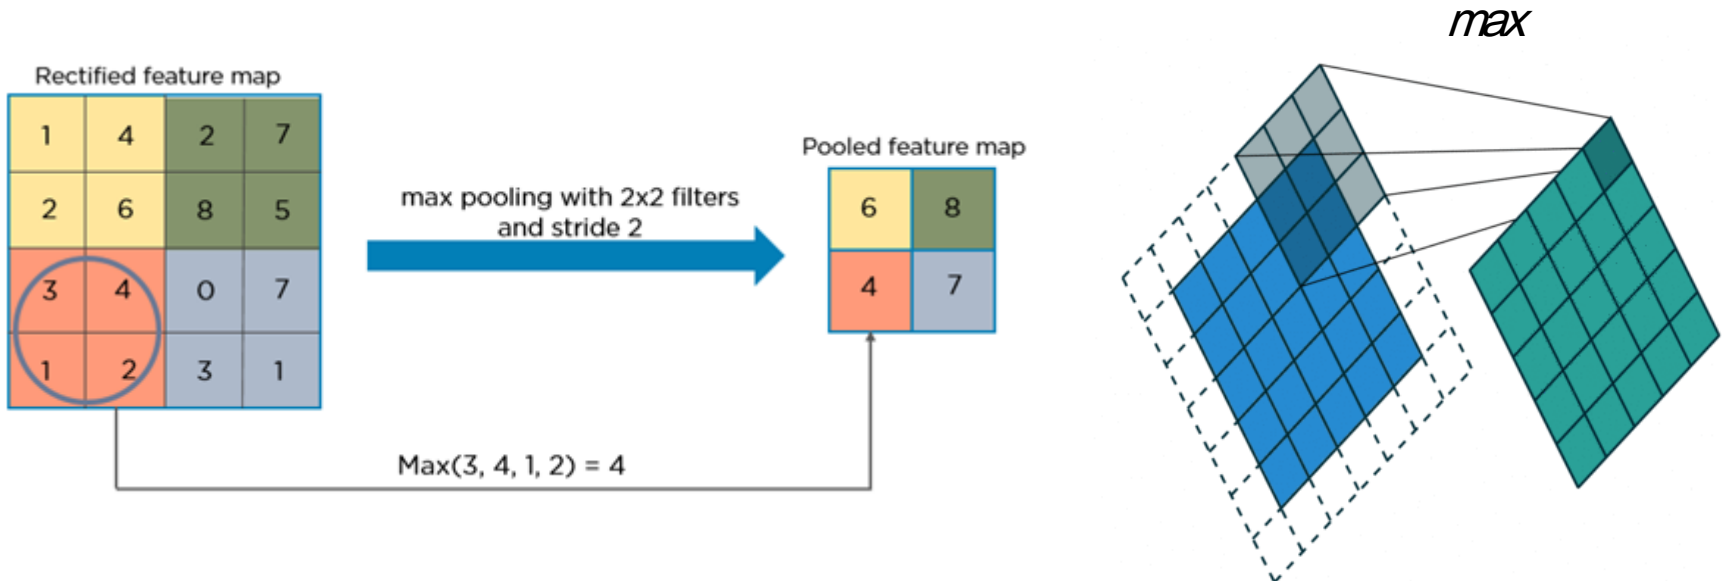 max
Rectified feature map
1 4 2 7
2 6 8 5
3 4 0 7
1 2 3 1
max pooling with 2x2 filters
and stride 2
Pooled feature map
6 8
4 7
Max(3, 4, 1, 2) = 4